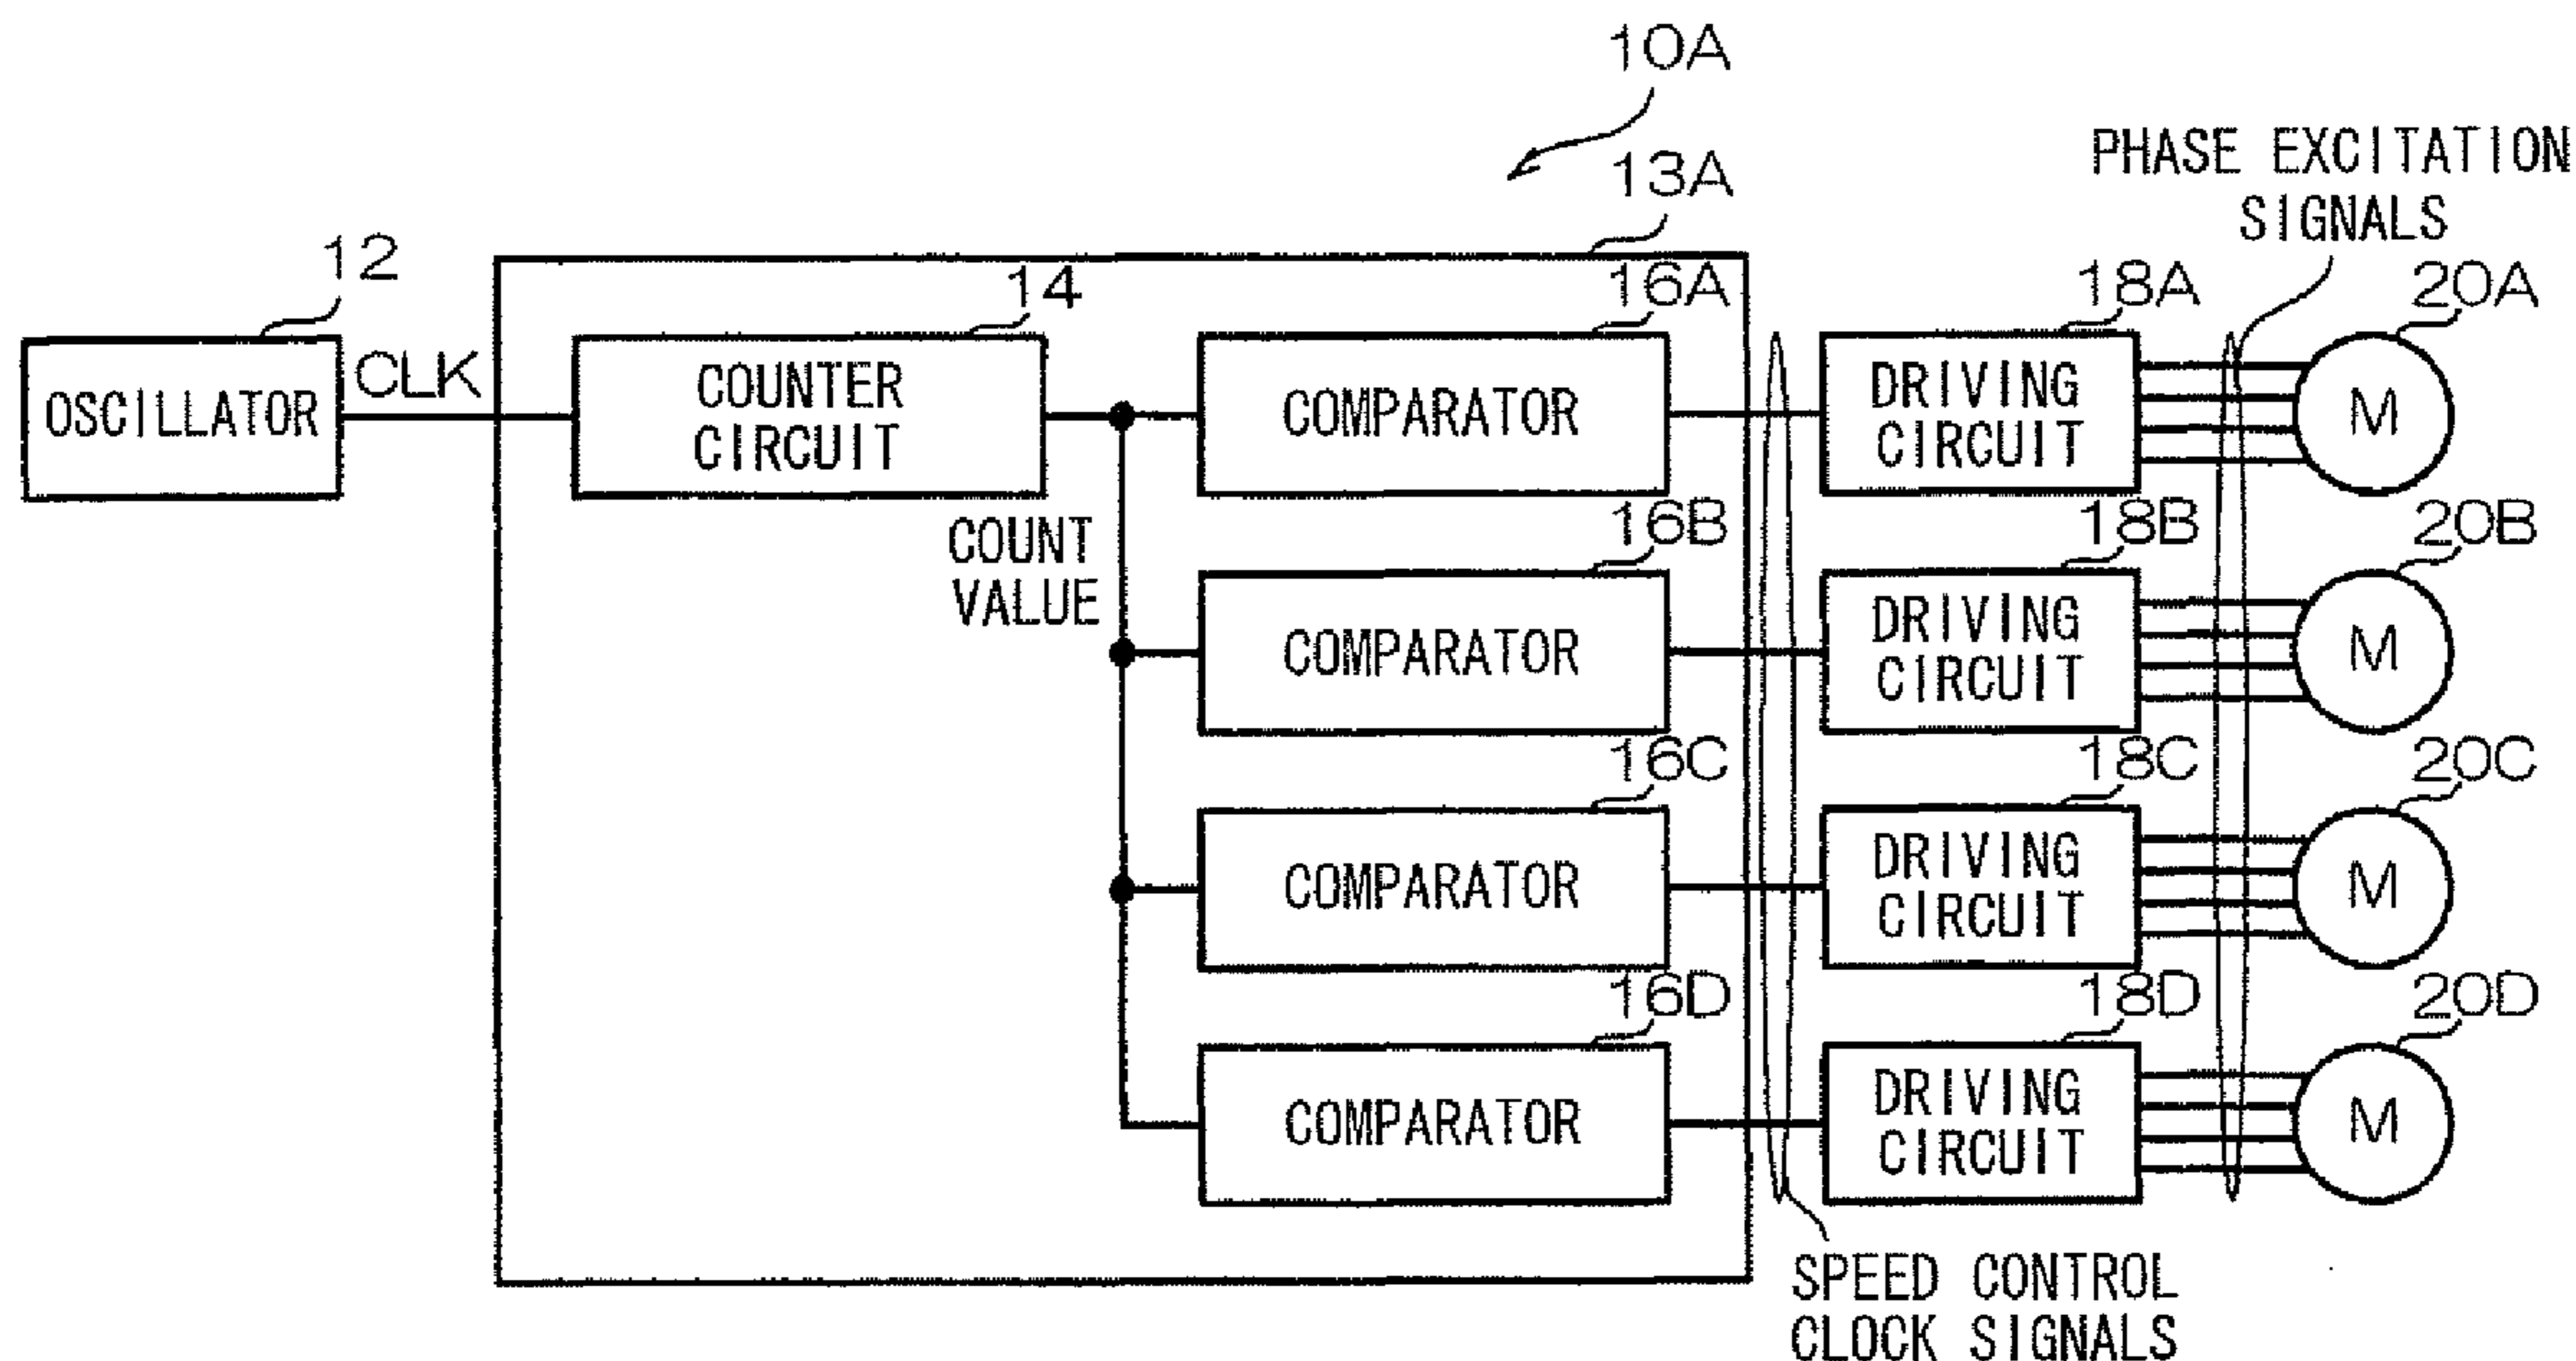 10A
13A
PHASE EXCITATION
SIGNALS
12
14
16A
18A
20A
OSCILLATOR
CLK
COUNTER
CIRCUIT
COMPARATOR
DRIVING
CIRCUIT
M
COUNT
VALUE
16B
18B
20B
COMPARATOR
DRIVING
CIRCUIT
M
16C
18C
20C
COMPARATOR
DRIVING
CIRCUIT
M
16D
18D
20D
COMPARATOR
DRIVING
CIRCUIT
M
SPEED CONTROL
CLOCK SIGNALS